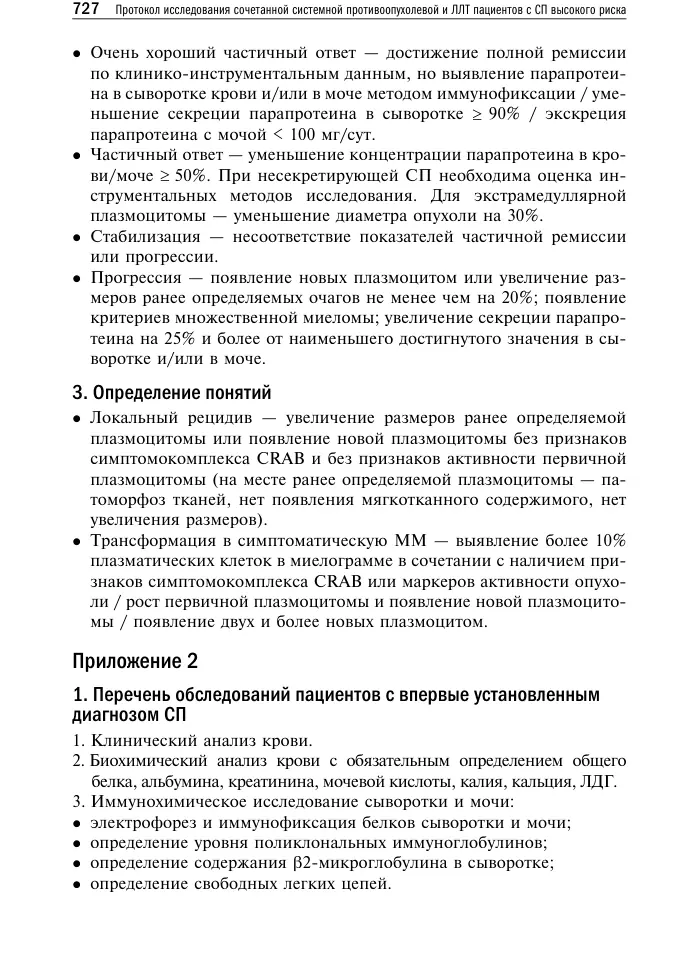 727 Протокол исследования сочетанной системной противоопухолевой и ЛЛТ пациентов с СП высокого риска
● Очень хороший частичный ответ — достижение полной ремиссии
по клинико-инструментальным данным, но выявление парапротеи-
на в сыворотке крови и/или в моче методом иммунофиксации / уме-
ньшение секреции парапротеина в сыворотке ≥ 90% / экскреция
парапротеина с мочой < 100 мг/сут.
● Частичный ответ — уменьшение концентрации парапротеина в кро-
ви/моче ≥ 50%. При несекретирующей СП необходима оценка ин-
струментальных методов исследования. Для экстрамедуллярной
плазмоцитомы — уменьшение диаметра опухоли на 30%.
● Стабилизация — несоответствие показателей частичной ремиссии
или прогрессии.
● Прогрессия — появление новых плазмоцитом или увеличение раз-
меров ранее определяемых очагов не менее чем на 20%; появление
критериев множественной миеломы; увеличение секреции парапро-
теина на 25% и более от наименьшего достигнутого значения в сы-
воротке и/или в моче.
3. Определение понятий
● Локальный рецидив — увеличение размеров ранее определяемой
плазмоцитомы или появление новой плазмоцитомы без признаков
симптомокомплекса CRAB и без признаков активности первичной
плазмоцитомы (на месте ранее определяемой плазмоцитомы — па-
томорфоз тканей, нет появления мягкотканного содержимого, нет
увеличения размеров).
● Трансформация в симптоматическую ММ — выявление более 10%
плазматических клеток в миелограмме в сочетании с наличием при-
знаков симптомокомплекса CRAB или маркеров активности опухо-
ли / рост первичной плазмоцитомы и появление новой плазмоцито-
мы / появление двух и более новых плазмоцитом.
Приложение 2
1. Перечень обследований пациентов с впервые установленным
диагнозом СП
1. Клинический анализ крови.
2. Биохимический анализ крови с обязательным определением общего
белка, альбумина, креатинина, мочевой кислоты, калия, кальция, ЛДГ.
3. Иммунохимическое исследование сыворотки и мочи:
● электрофорез и иммунофиксация белков сыворотки и мочи;
● определение уровня поликлональных иммуноглобулинов;
● определение содержания β2-микроглобулина в сыворотке;
● определение свободных легких цепей.